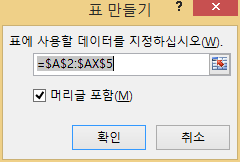 표 만들기
표에 사용할 데이터를 지정하십시오(W).
=$A$2:$AX$5
머리글 포함(M)
확인
취소